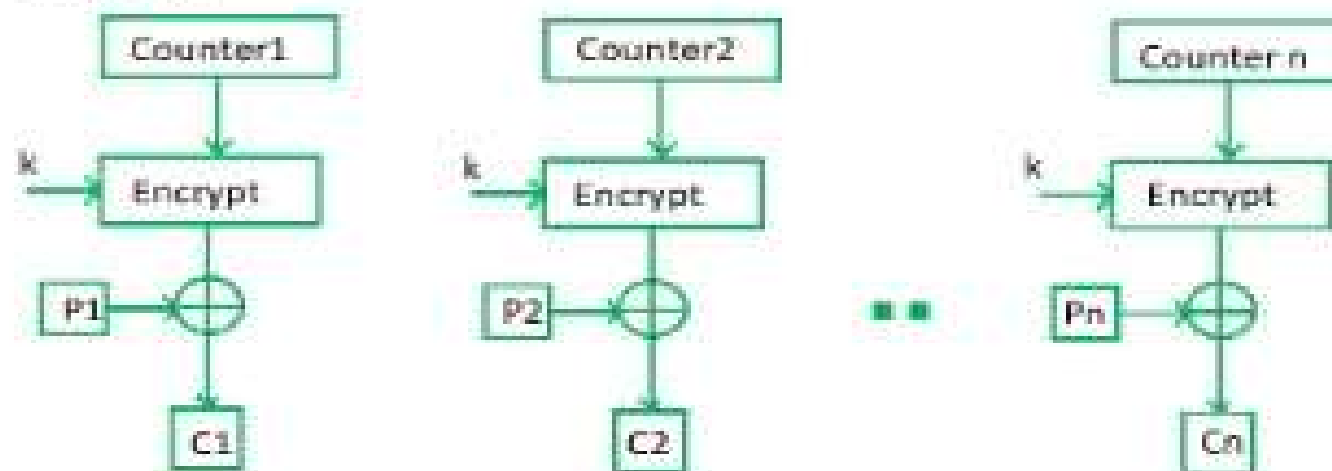 Counter1 Counter2 Counter n
k Encrypt k Encrypt k Encrypt
P1 P2 Pn
C1 C2 Cn